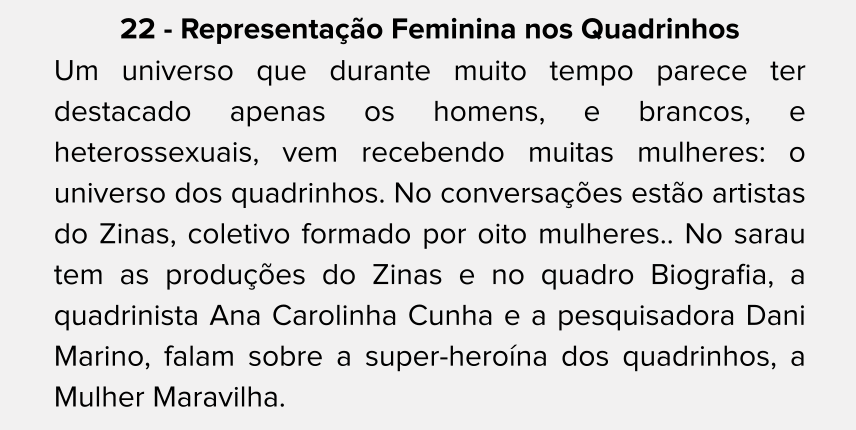 22 - Representação Feminina nos Quadrinhos
Um universo que durante muito tempo parece ter
destacado apenas os homens, e brancos, e
heterossexuais, vem recebendo muitas mulheres: o
universo dos quadrinhos. No conversações estão artistas
do Zinas, coletivo formado por oito mulheres.. No sarau
tem as produções do Zinas e no quadro Biografia, a
quadrinista Ana Carolinha Cunha e a pesquisadora Dani
Marino, falam sobre a super-heroína dos quadrinhos, a
Mulher Maravilha.